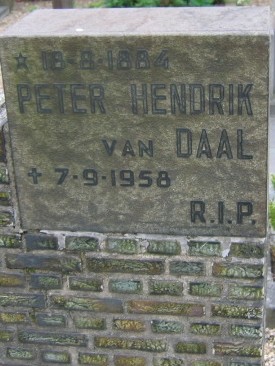 * 18-8-1884
PETER HENDRIK
VAN DAAL
† 7-9-1958
R.I.P.